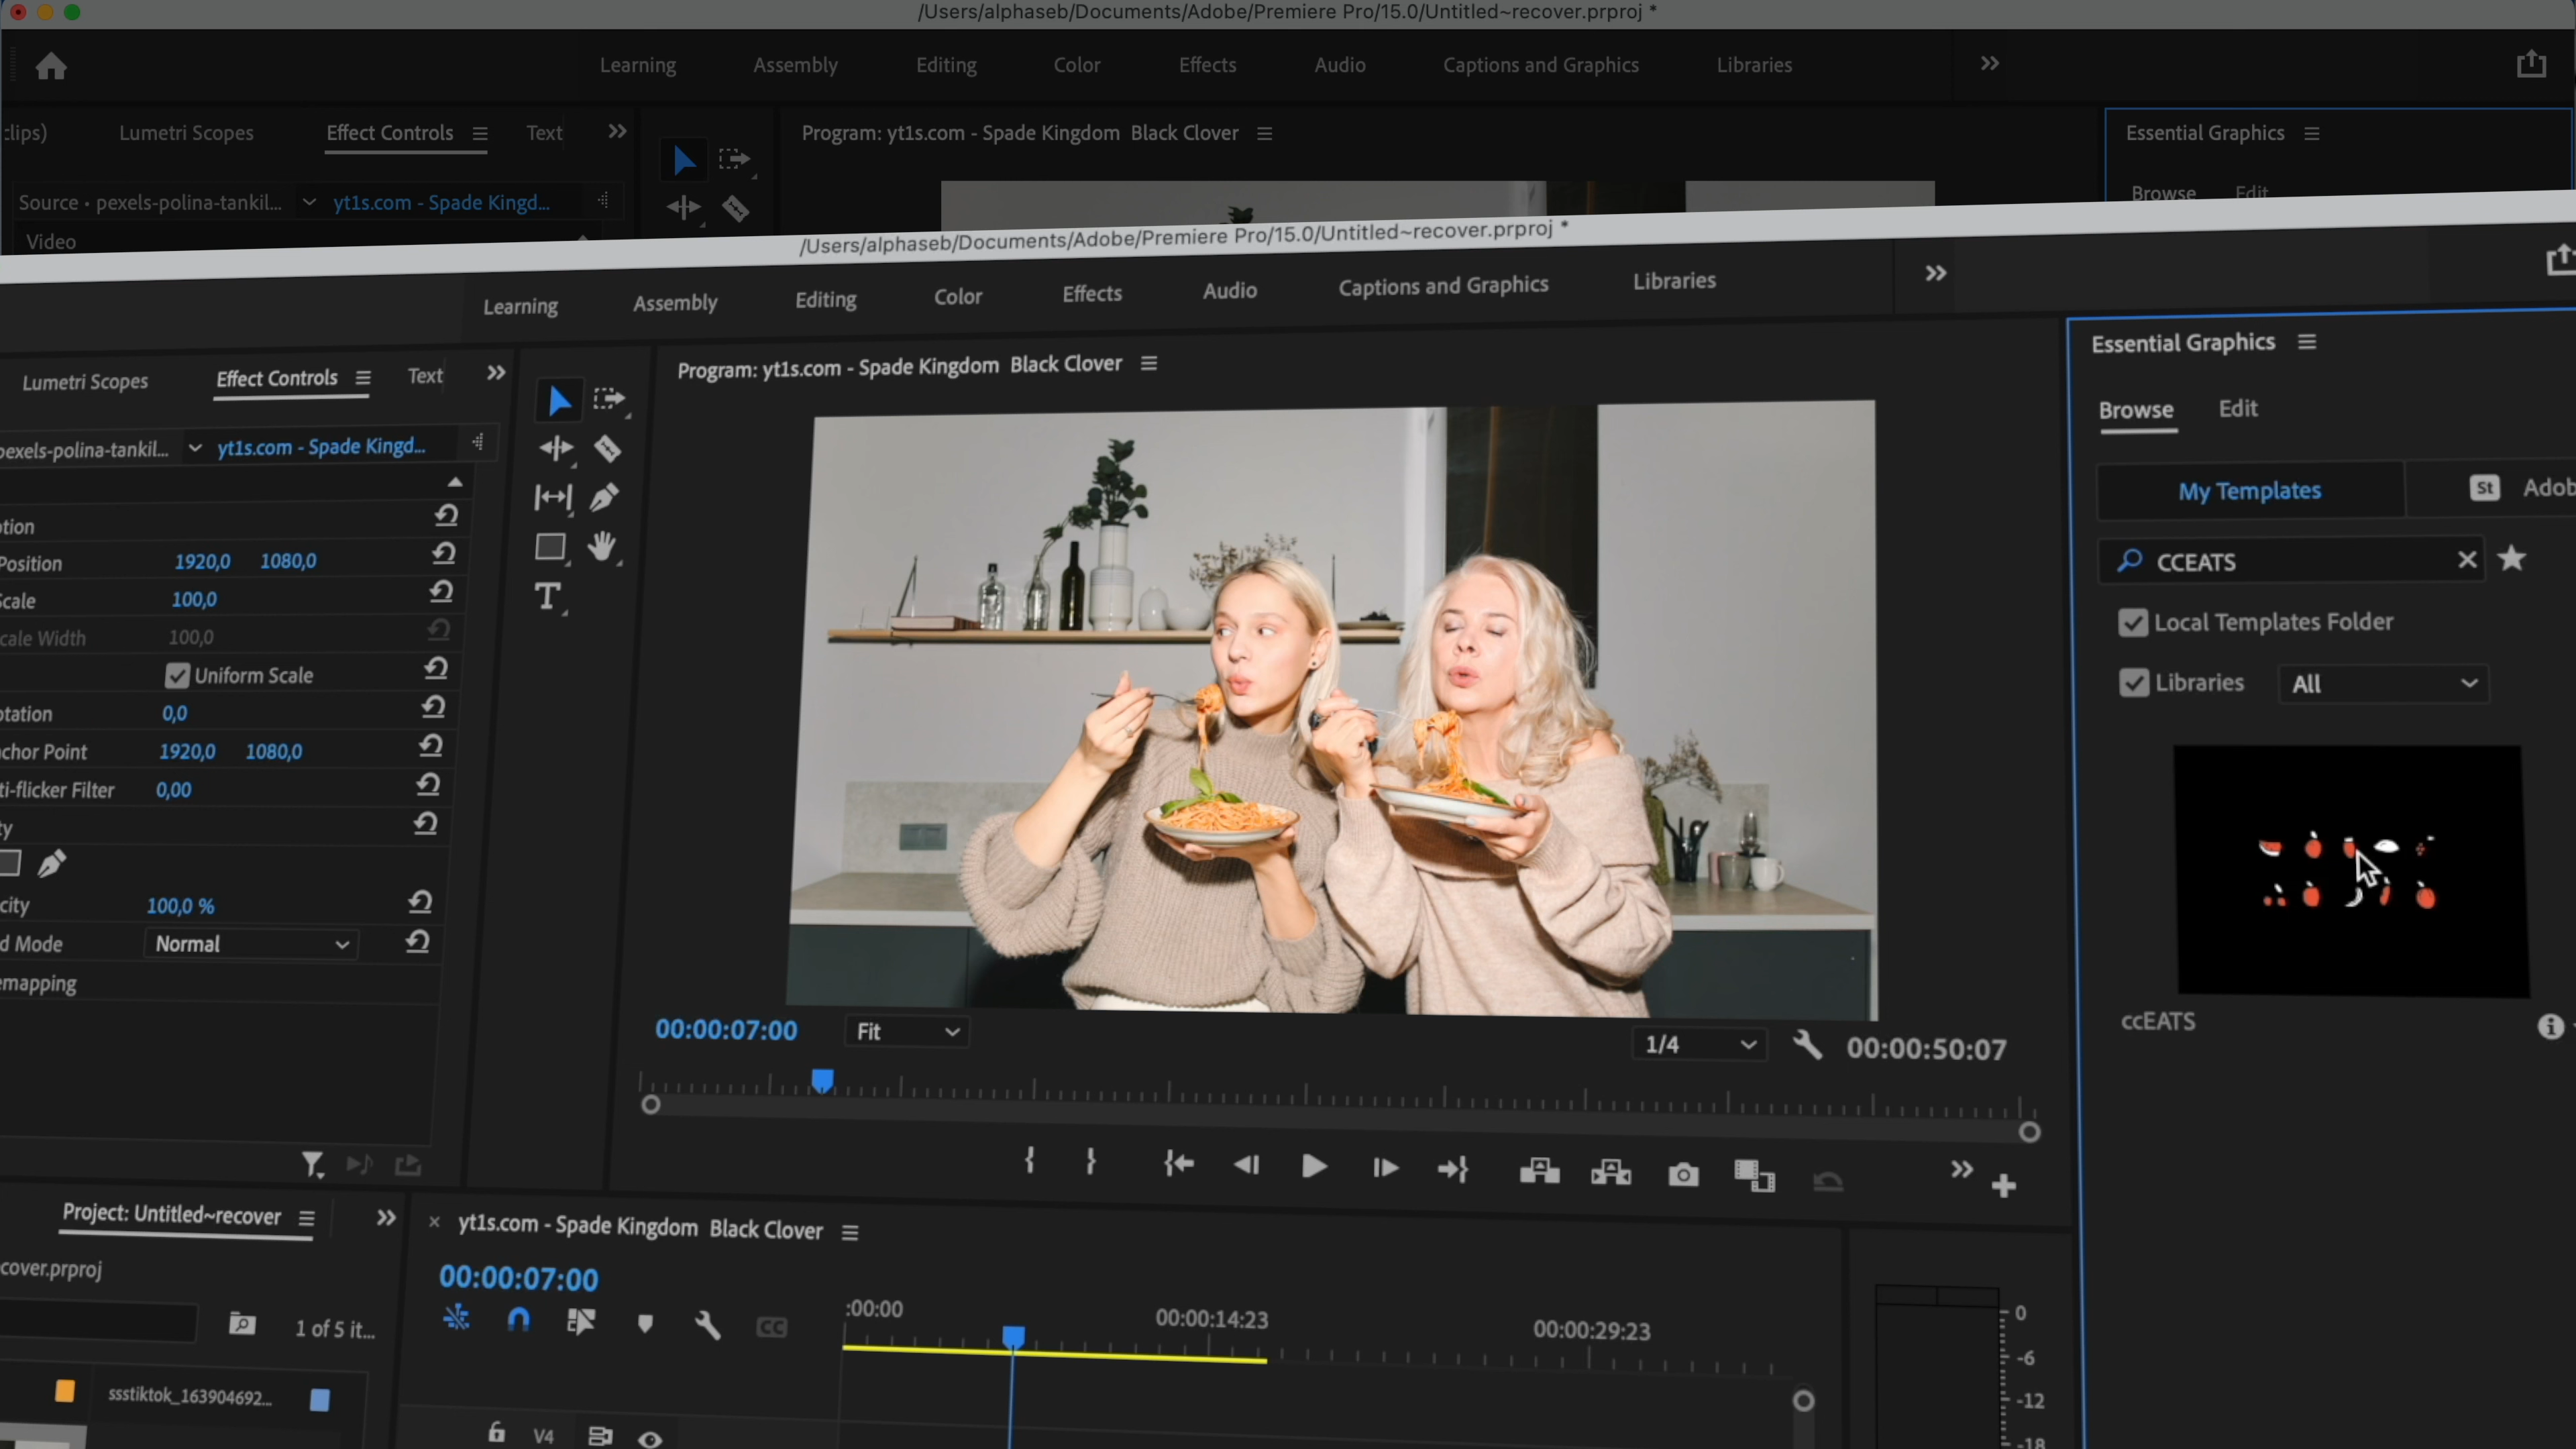 /Users/alphaseb/Documents/Adobe/Premiere Pro/15.0/Untitled~recover.prproj *
Learning Assembly Editing Color Effects Audio Captions and Graphics Libraries
clips) Lumetri Scopes Effect Controls Text Program: yt1s.com - Spade Kingdom Black Clover Essential Graphics
Browse Edit
Source • pexels-polina-tankil... yt1s.com - Spade Kingd...
Video
/Users/alphaseb/Documents/Adobe/Premiere Pro/15.0/Untitled~recover.prproj *
Learning Assembly Editing Color Effects Audio Captions and Graphics Libraries
Lumetri Scopes Effect Controls Text
Program: yt1s.com - Spade Kingdom Black Clover
Essential Graphics
Browse Edit
pexels-polina-tankil... yt1s.com - Spade Kingd...
My Templates St Adob
CCEATS
Local Templates Folder
Libraries All
ccEATS
otion
Position 1920,0 1080,0
Scale 100,0
cale Width 100,0
Uniform Scale
otation 0,0
nchor Point 1920,0 1080,0
ti-flicker Filter 0,00
ty
city 100,0 %
d Mode Normal
emapping
T
00:00:07:00 Fit 1/4 00:00:50:07
Project: Untitled~recover
cover.prproj
1 of 5 it...
ssstiktok_163904692...
yt1s.com - Spade Kingdom Black Clover
00:00:07:00
CC
:00:00 00:00:14:23 00:00:29:23
V4
0
-6
-12
-18